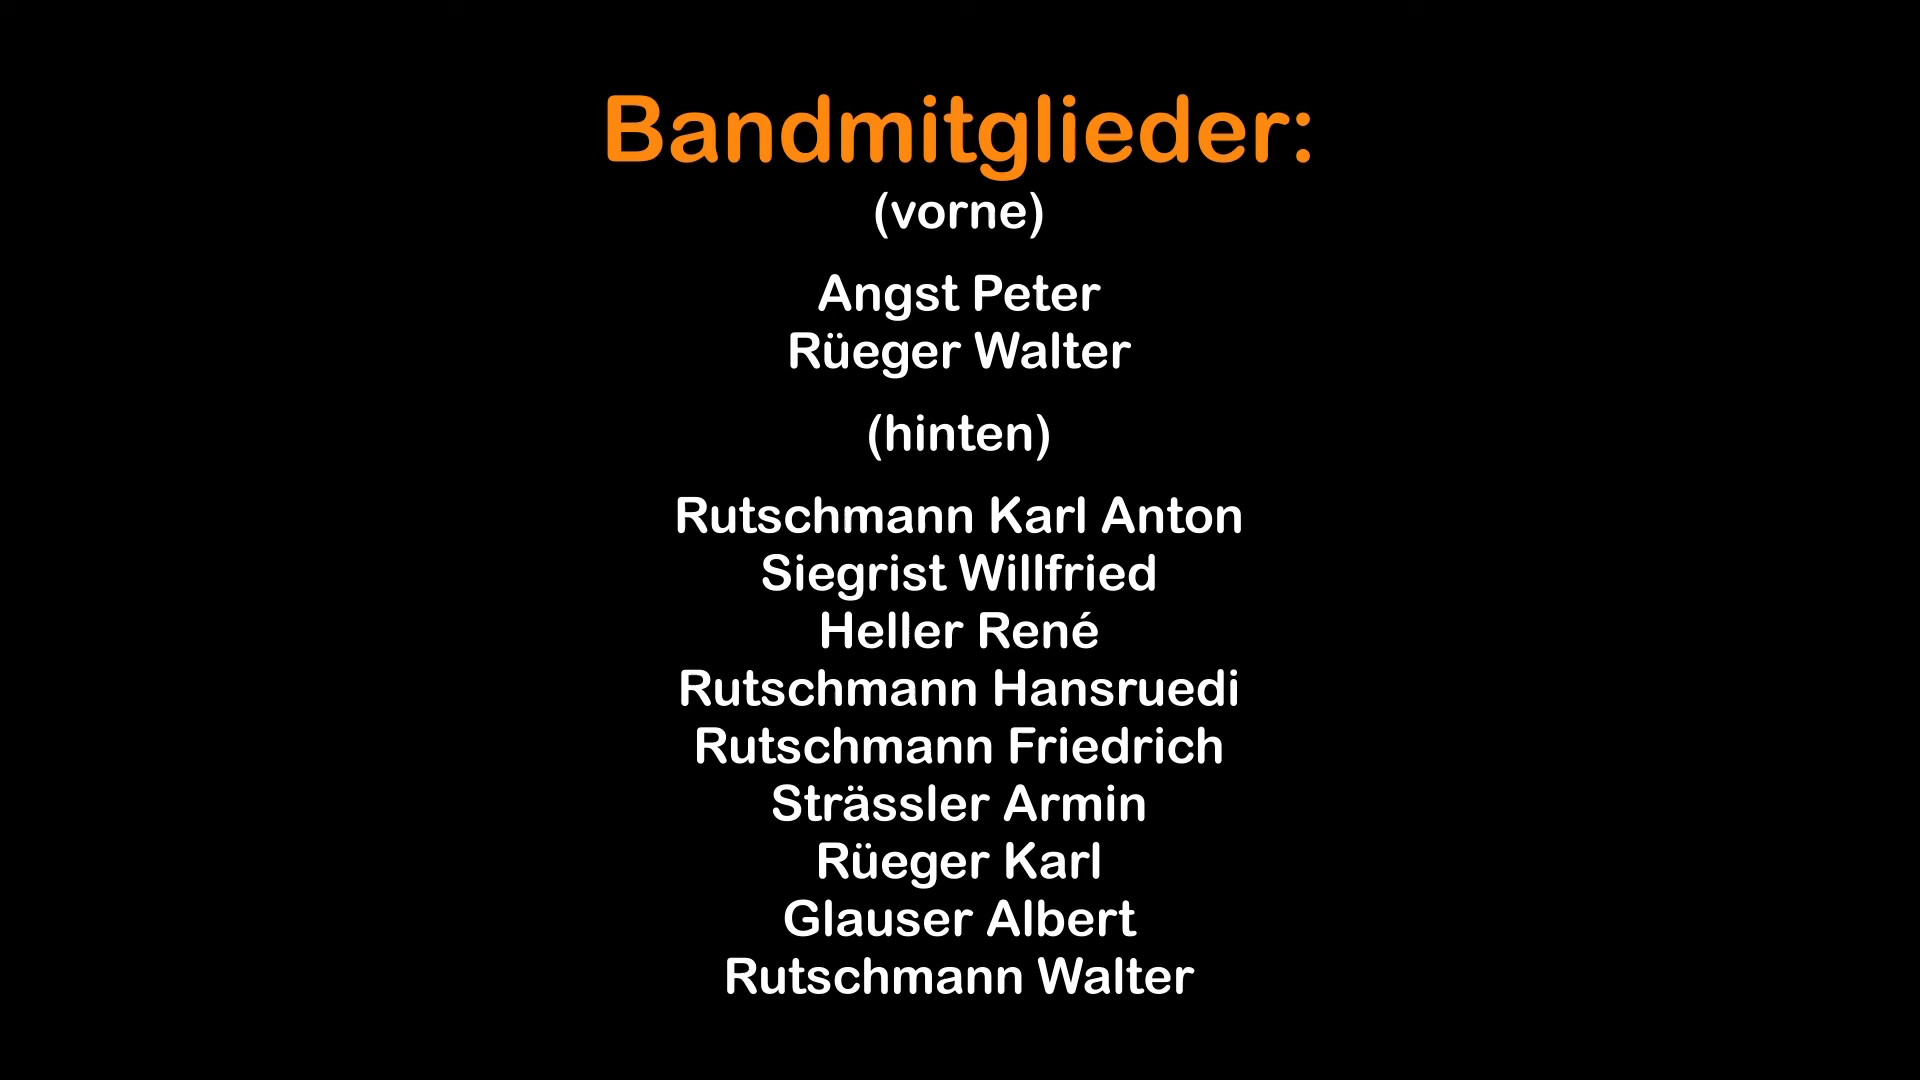 Bandmitglieder:
(vorne)
Angst Peter
Rüeger Walter
(hinten)
Rutschmann Karl Anton
Siegrist Willfried
Heller René
Rutschmann Hansruedi
Rutschmann Friedrich
Strässler Armin
Rüeger Karl
Glauser Albert
Rutschmann Walter